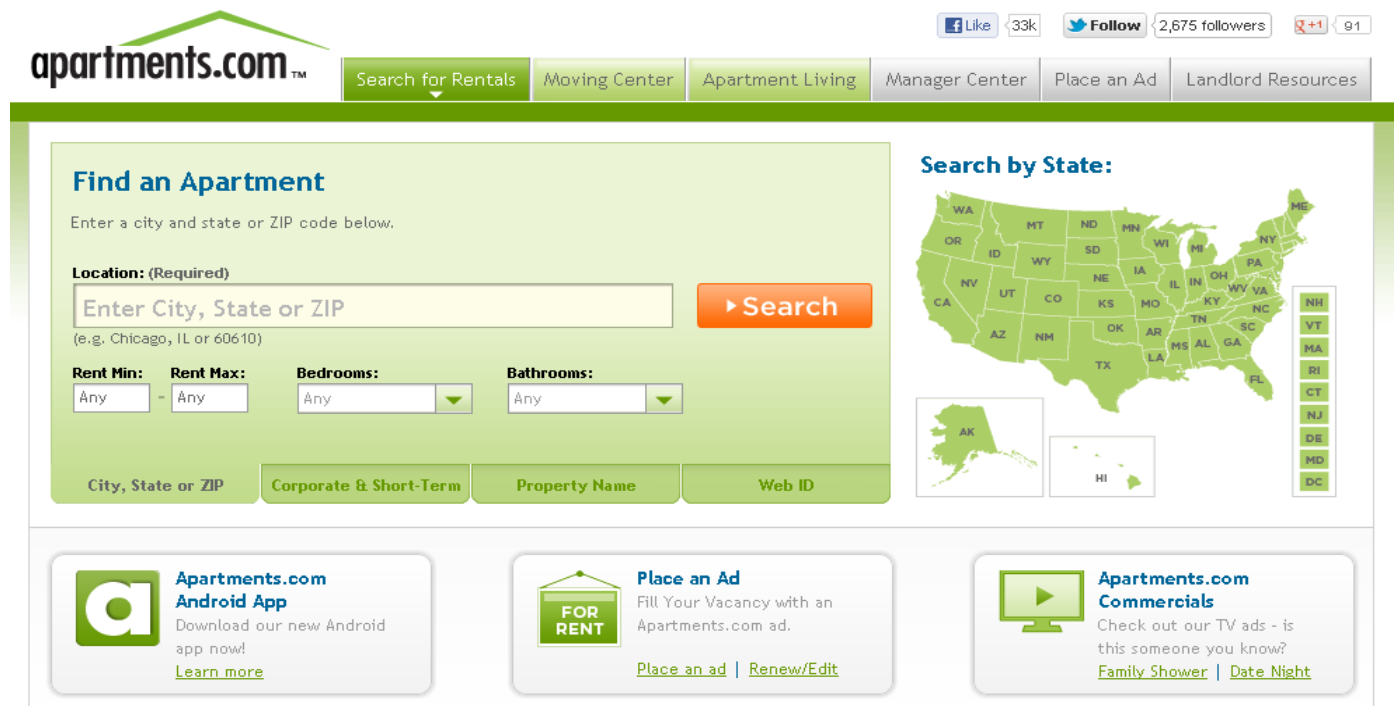 apartments.com™
Like 33k
Follow 2,675 followers
+1 91
Search for Rentals
Moving Center
Apartment Living
Manager Center
Place an Ad
Landlord Resources
Find an Apartment
Enter a city and state or ZIP code below.
Location: (Required)
Enter City, State or ZIP
Search
(e.g. Chicago, IL or 60610)
Rent Min: Rent Max: Bedrooms: Bathrooms:
Any - Any Any Any
City, State or ZIP
Corporate & Short-Term
Property Name
Web ID
Search by State:
WA
MT
ND
MN
ME
OR
ID
WY
SD
WI
MI
NY
NV
UT
CO
NE
IA
IL
IN
OH
PA
CA
KS
MO
KY
WV
VA
NC
AZ
NM
OK
AR
TN
SC
TX
LA
MS
AL
GA
FL
AK
HI
NH
VT
MA
RI
CT
NJ
DE
MD
DC
Apartments.com
Android App
Download our new Android
app now!
Learn more
FOR
RENT
Place an Ad
Fill Your Vacancy with an
Apartments.com ad.
Place an ad | Renew/Edit
Apartments.com
Commercials
Check out our TV ads - is
this someone you know?
Family Shower | Date Night